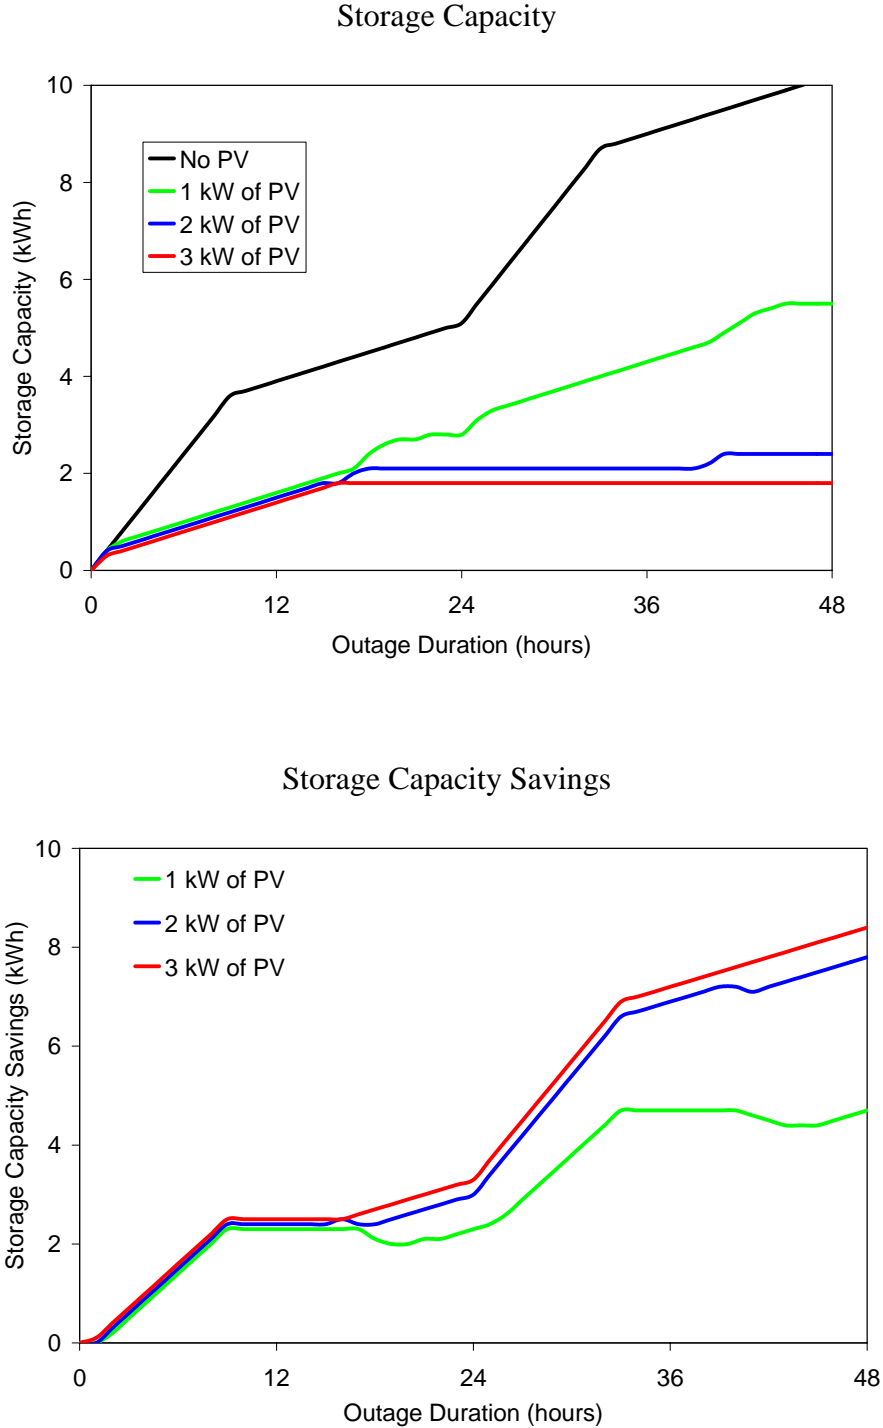 Storage Capacity
10
8
6
4
2
0
Storage Capacity (kWh)
No PV
1 kW of PV
2 kW of PV
3 kW of PV
0 12 24 36 48
Outage Duration (hours)
Storage Capacity Savings
10
8
6
4
2
0
Storage Capacity Savings (kWh)
1 kW of PV
2 kW of PV
3 kW of PV
0 12 24 36 48
Outage Duration (hours)